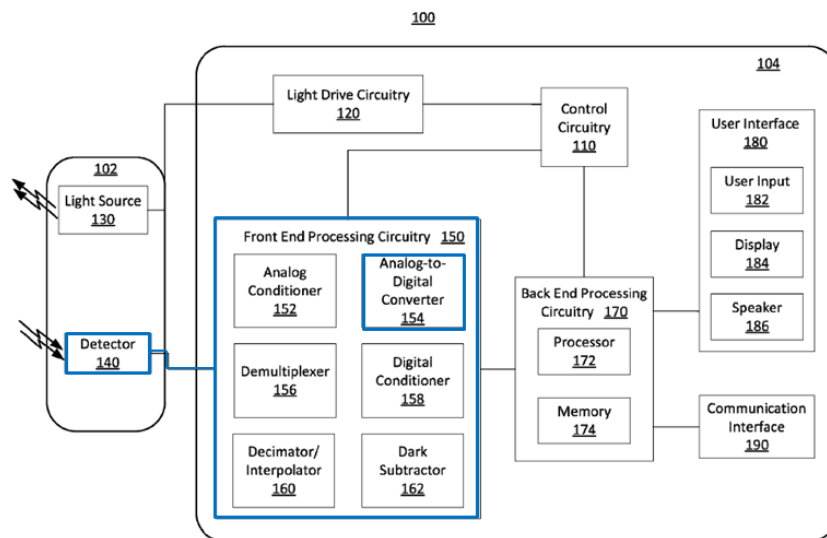 100
104
Light Drive Circuitry
120
Control
Circuitry
110
User Interface
180
User Input
182
Display
184
Speaker
186
102
Light Source
130
Detector
140
Front End Processing Circuitry 150
Analog
Conditioner
152
Analog-to-
Digital
Converter
154
Demultiplexer
156
Digital
Conditioner
158
Decimator/
Interpolator
160
Dark
Subtractor
162
Back End Processing
Circuitry 170
Processor
172
Memory
174
Communication
Interface
190